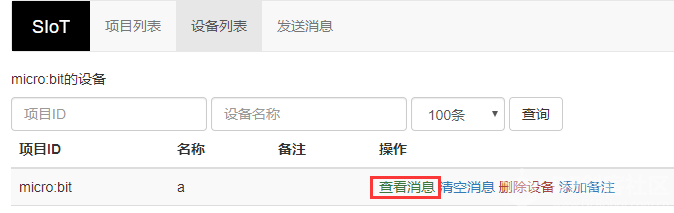 SIoT 项目列表 设备列表 发送消息
micro:bit的设备
项目ID 设备名称 100条 查询
项目ID 名称 备注 操作
micro:bit a 查看消息 清空消息 删除设备 添加备注